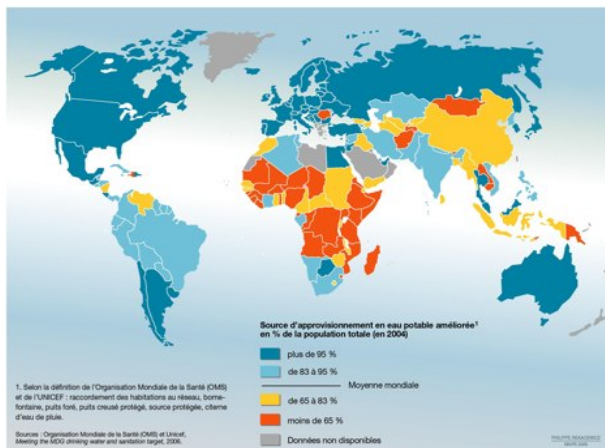 Source d'approvisionnement en eau potable améliorée¹
en % de la population totale (en 2004)
plus de 95 %
de 83 à 95 %
Moyenne mondiale
de 65 à 83 %
moins de 65 %
Données non disponibles
1. Selon la définition de l'Organisation Mondiale de la Santé (OMS)
et de l'UNICEF : raccordement des habitations au réseau, borne-
fontaine, puits foré, puits creusé protégé, source protégée, citerne
d'eau de pluie.
Sources : Organisation Mondiale de la Santé (OMS) et Unicef,
Meeting the MDG drinking water and sanitation target, 2006.
PHILIPPE REKACEWICZ